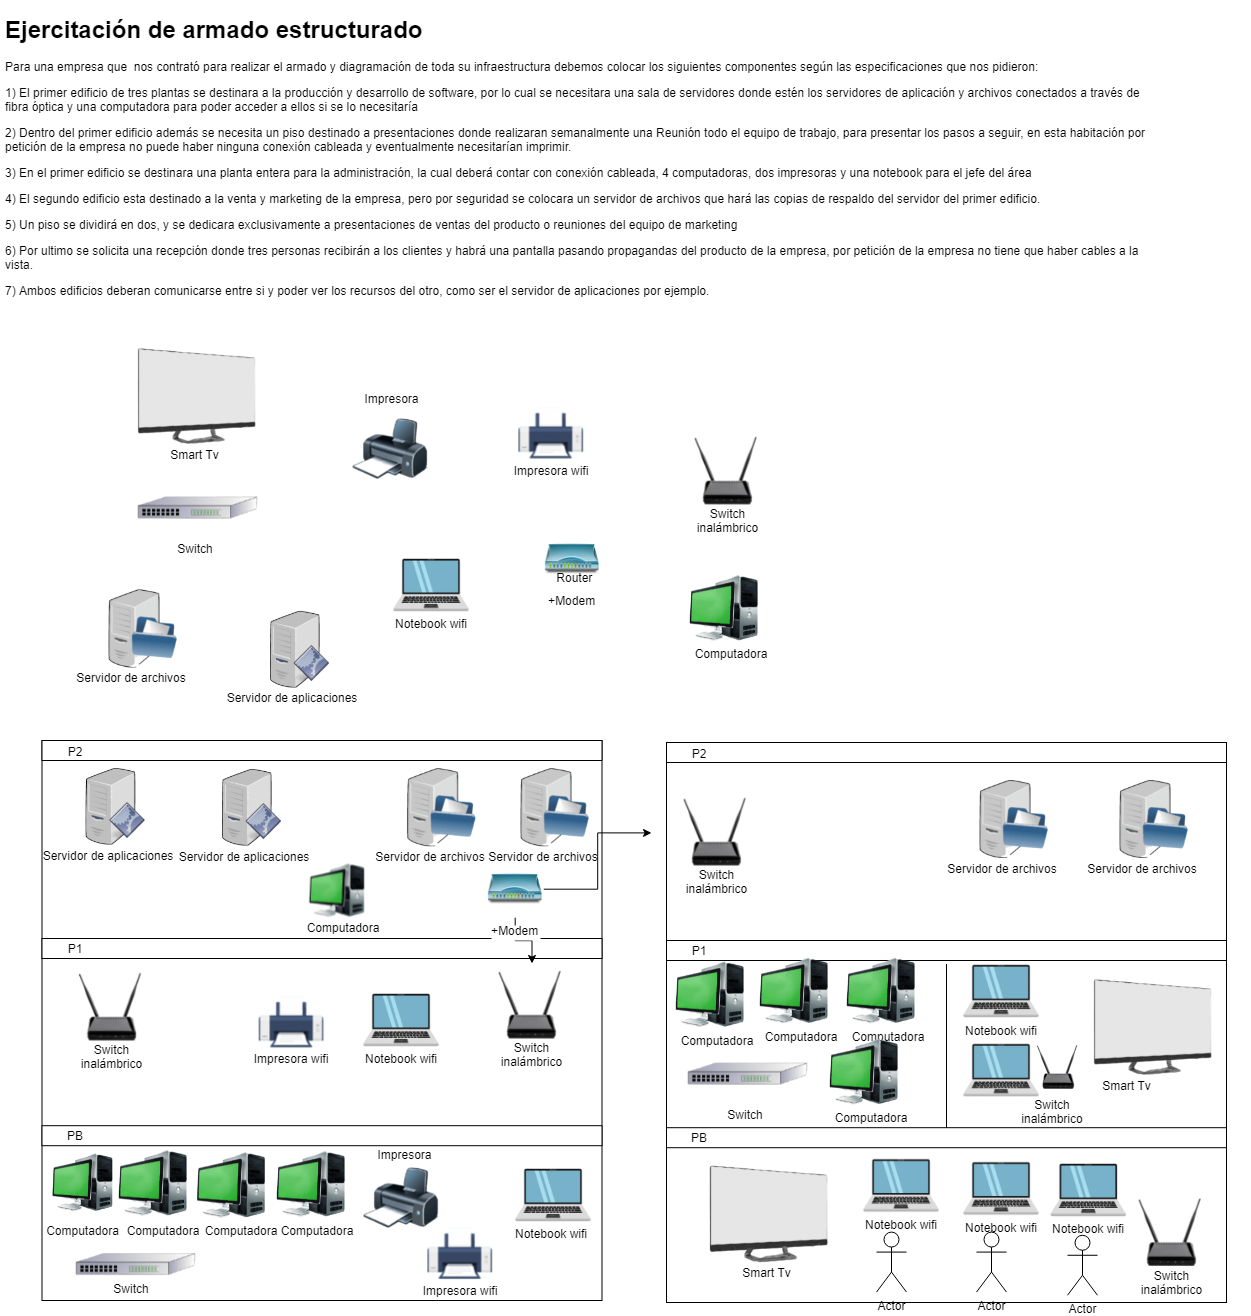 Ejercitación de armado estructurado
Para una empresa que  nos contrató para realizar el armado y diagramación de toda su infraestructura debemos colocar los siguientes componentes según las especificaciones que nos pidieron:
1) El primer edificio de tres plantas se destinara a la producción y desarrollo de software, por lo cual se necesitara una sala de servidores donde estén los servidores de aplicación y archivos conectados a través de
fibra óptica y una computadora para poder acceder a ellos si se lo necesitaría
2) Dentro del primer edificio además se necesita un piso destinado a presentaciones donde realizaran semanalmente una Reunión todo el equipo de trabajo, para presentar los pasos a seguir, en esta habitación por
petición de la empresa no puede haber ninguna conexión cableada y eventualmente necesitarían imprimir.
3) En el primer edificio se destinara una planta entera para la administración, la cual deberá contar con conexión cableada, 4 computadoras, dos impresoras y una notebook para el jefe del área
4) El segundo edificio esta destinado a la venta y marketing de la empresa, pero por seguridad se colocara un servidor de archivos que hará las copias de respaldo del servidor del primer edificio.
5) Un piso se dividirá en dos, y se dedicara exclusivamente a presentaciones de ventas del producto o reuniones del equipo de marketing
6) Por ultimo se solicita una recepción donde tres personas recibirán a los clientes y habrá una pantalla pasando propagandas del producto de la empresa, por petición de la empresa no tiene que haber cables a la
vista.
7) Ambos edificios deberan comunicarse entre si y poder ver los recursos del otro, como ser el servidor de aplicaciones por ejemplo.
Smart Tv
Impresora
Impresora wifi
Switch
inalámbrico
Switch
Notebook wifi
Router
+Modem
Computadora
Servidor de archivos
Servidor de aplicaciones
P2
Servidor de aplicaciones
Servidor de aplicaciones
Servidor de archivos
Servidor de archivos
Computadora
+Modem
P1
Switch
inalámbrico
Impresora wifi
Notebook wifi
Switch
inalámbrico
PB
Computadora
Computadora
Computadora
Computadora
Impresora
Notebook wifi
Switch
Impresora wifi
P2
Switch
inalámbrico
Servidor de archivos
Servidor de archivos
P1
Computadora
Computadora
Computadora
Switch
Computadora
Notebook wifi
Switch
inalámbrico
Smart Tv
PB
Smart Tv
Notebook wifi
Notebook wifi
Notebook wifi
Actor
Actor
Actor
Switch
inalámbrico